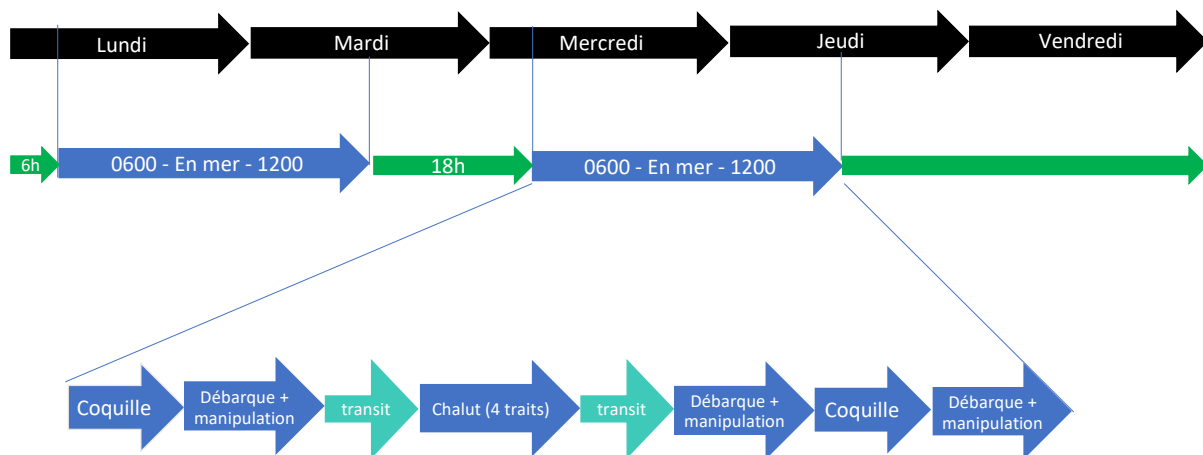 Lundi
Mardi
Mercredi
Jeudi
Vendredi
6h
0600 - En mer - 1200
18h
0600 - En mer - 1200
Coquille
Débarque +
manipulation
transit
Chalut (4 traits)
transit
Débarque +
manipulation
Coquille
Débarque +
manipulation